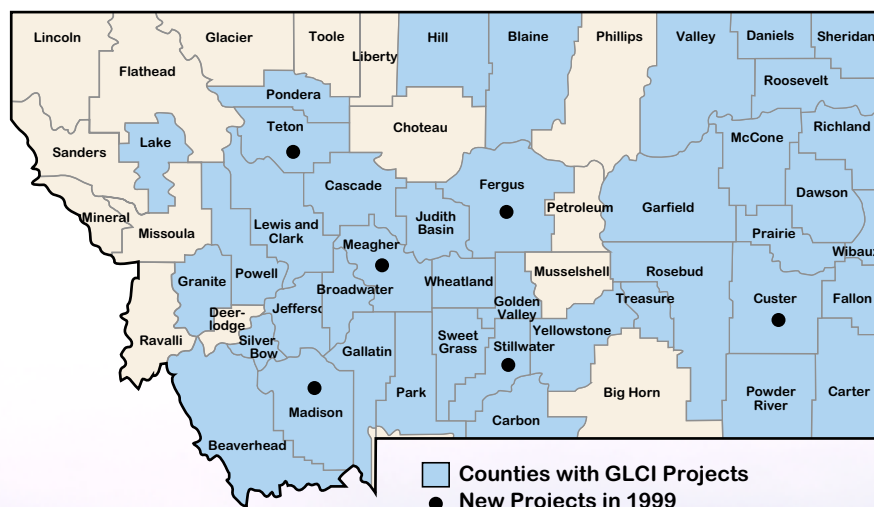 Lincoln
Glacier
Toole
Liberty
Hill
Blaine
Phillips
Valley
Daniels
Sheridan
Flathead
Roosevelt
Pondera
Teton
Choteau
Lake
McCone
Richland
Sanders
Cascade
Fergus
Dawson
Mineral
Missoula
Lewis and
Clark
Judith
Basin
Petroleum
Garfield
Prairie
Meagher
Wibaux
Granite
Powell
Broadwater
Wheatland
Musselshell
Rosebud
Golden
Valley
Treasure
Custer
Fallon
Deer-
lodge
Jefferso
Ravalli
Silver
Bow
Gallatin
Sweet
Grass
Stillwater
Yellowstone
Madison
Park
Carbon
Big Horn
Powder
River
Carter
Beaverhead
Counties with GLCI Projects
New Projects in 1999